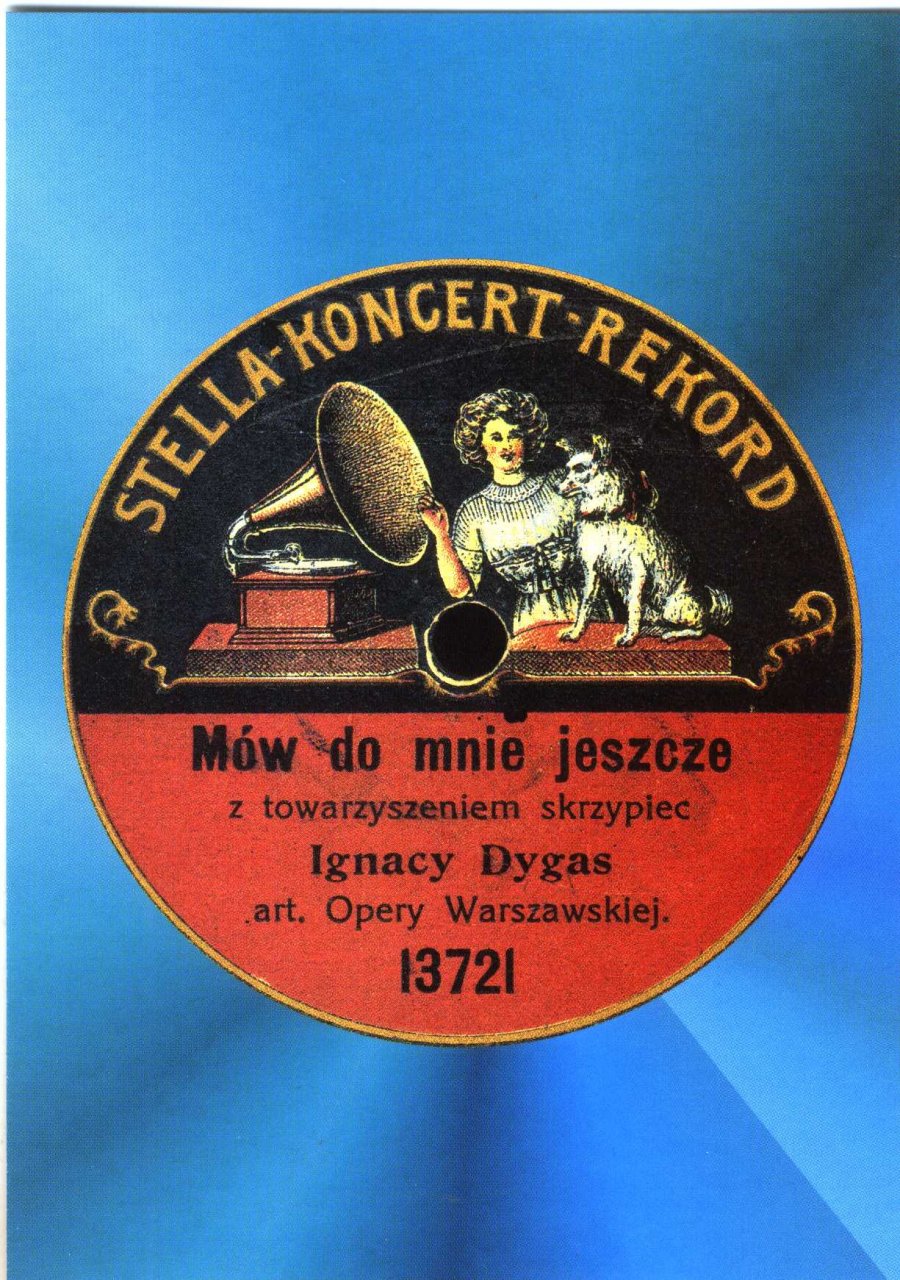 STELLA-KONCERT-REKORD
Mów do mnie jeszcze
z towarzyszeniem skrzypiec
Ignacy Dygas
art. Opery Warszawskiej.
13721